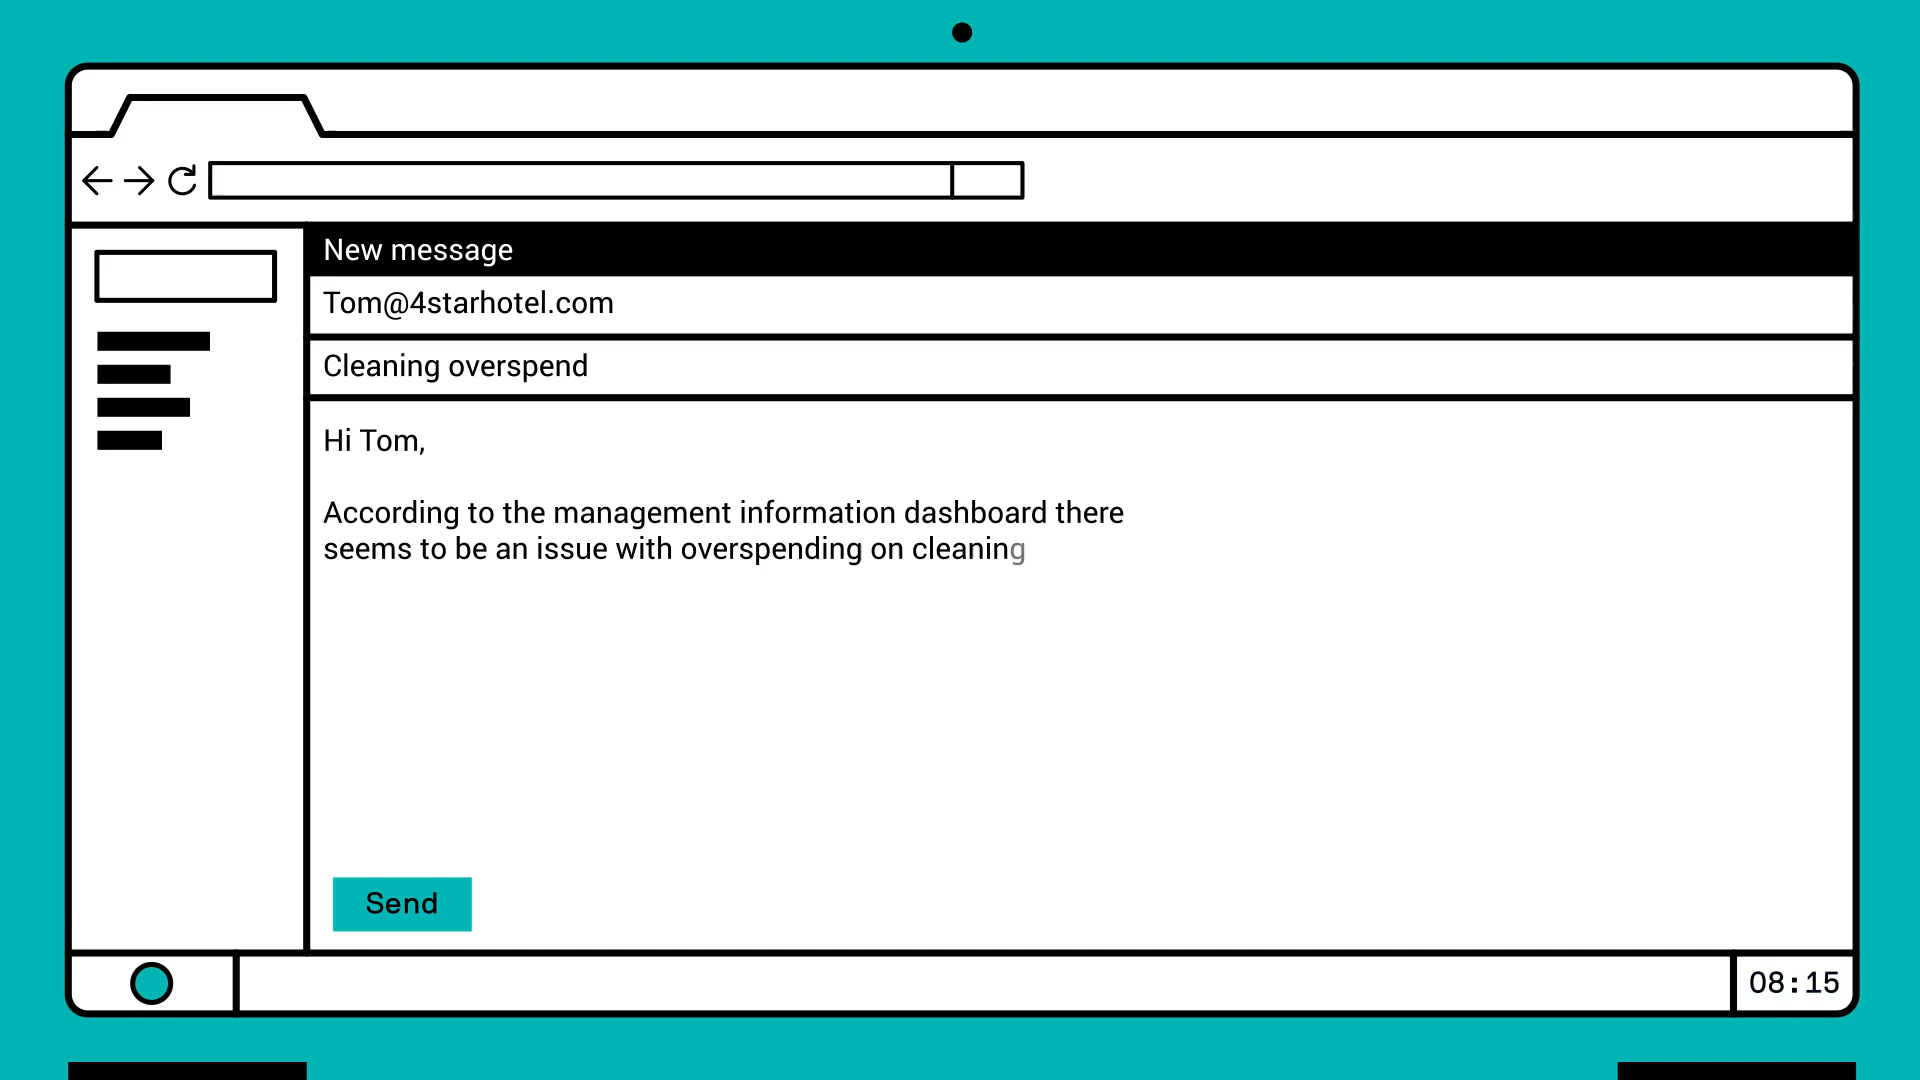 New message
Tom@4starhotel.com
Cleaning overspend
Hi Tom,
According to the management information dashboard there
seems to be an issue with overspending on cleaning
Send
08:15